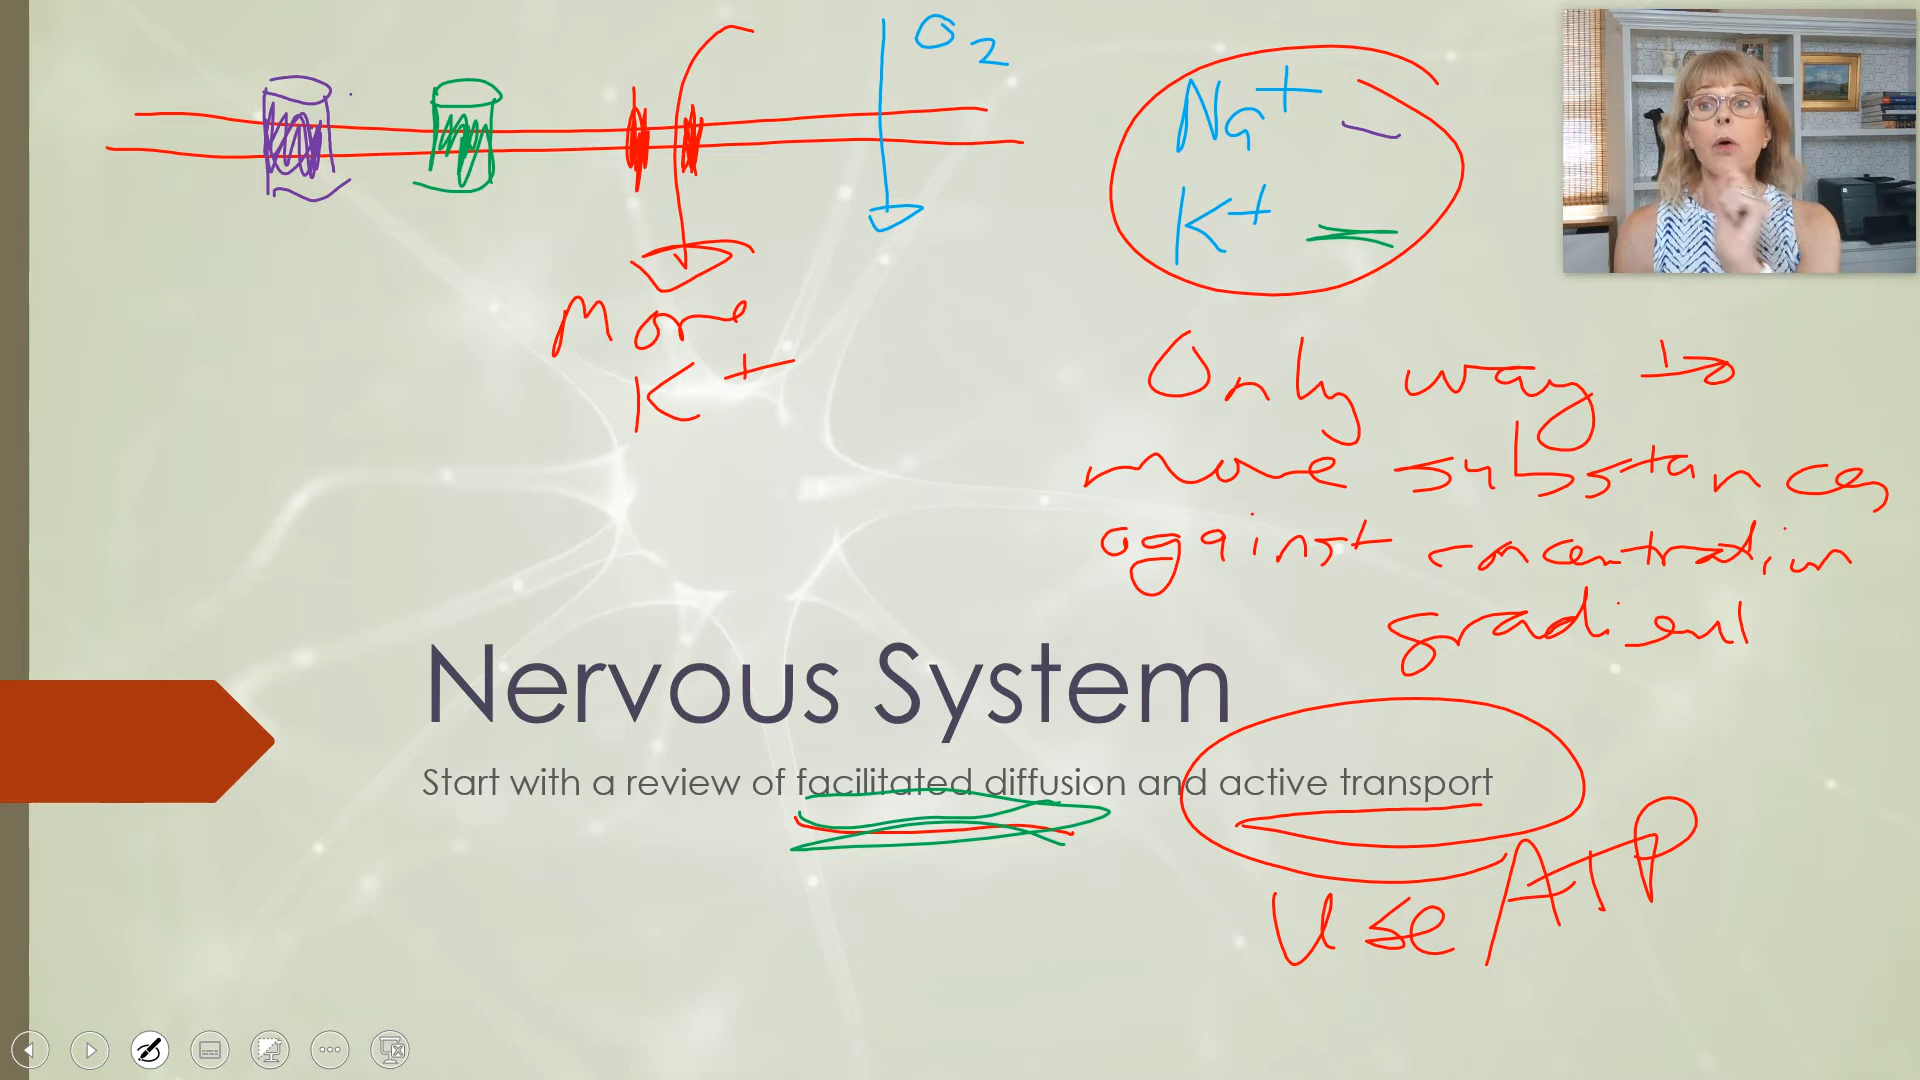 O2
Na+
K+
More
K+
Only way to
move substances
against concentration
gradient
Nervous System
Start with a review of facilitated diffusion and active transport
Use ATP